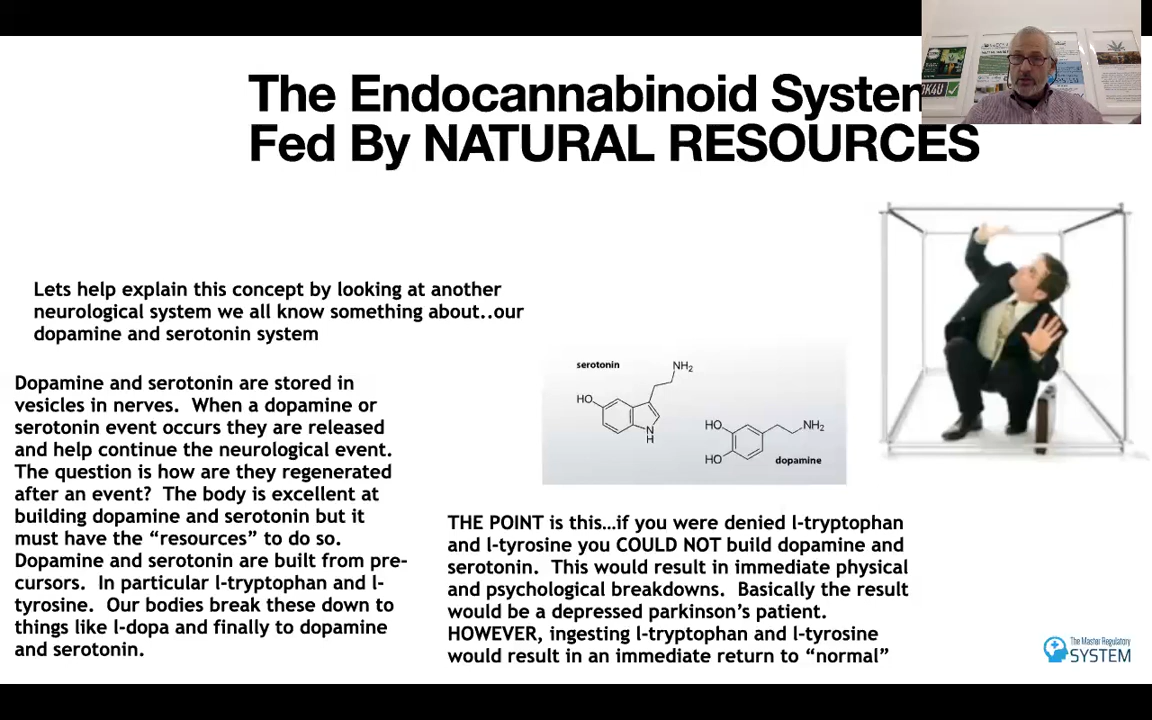 The Endocannabinoid System
Fed By NATURAL RESOURCES
Lets help explain this concept by looking at another
neurological system we all know something about..our
dopamine and serotonin system
Dopamine and serotonin are stored in
vesicles in nerves. When a dopamine or
serotonin event occurs they are released
and help continue the neurological event.
The question is how are they regenerated
after an event? The body is excellent at
building dopamine and serotonin but it
must have the “resources” to do so.
Dopamine and serotonin are built from pre-
cursors. In particular l-tryptophan and l-
tyrosine. Our bodies break these down to
things like l-dopa and finally to dopamine
and serotonin.
serotonin
NH2
HO
N
H
HO
NH2
HO
dopamine
THE POINT is this…if you were denied l-tryptophan
and l-tyrosine you COULD NOT build dopamine and
serotonin. This would result in immediate physical
and psychological breakdowns. Basically the result
would be a depressed parkinson’s patient.
HOWEVER, ingesting l-tryptophan and l-tyrosine
would result in an immediate return to “normal”
The Master Regulatory
SYSTEM